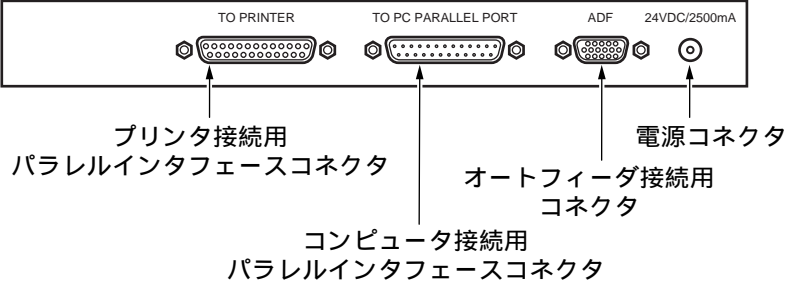 TO PRINTER
TO PC PARALLEL PORT
ADF
24VDC/2500mA
プリンタ接続用
パラレルインタフェースコネクタ
電源コネクタ
オートフィーダ接続用
コネクタ
コンピュータ接続用
パラレルインタフェースコネクタ